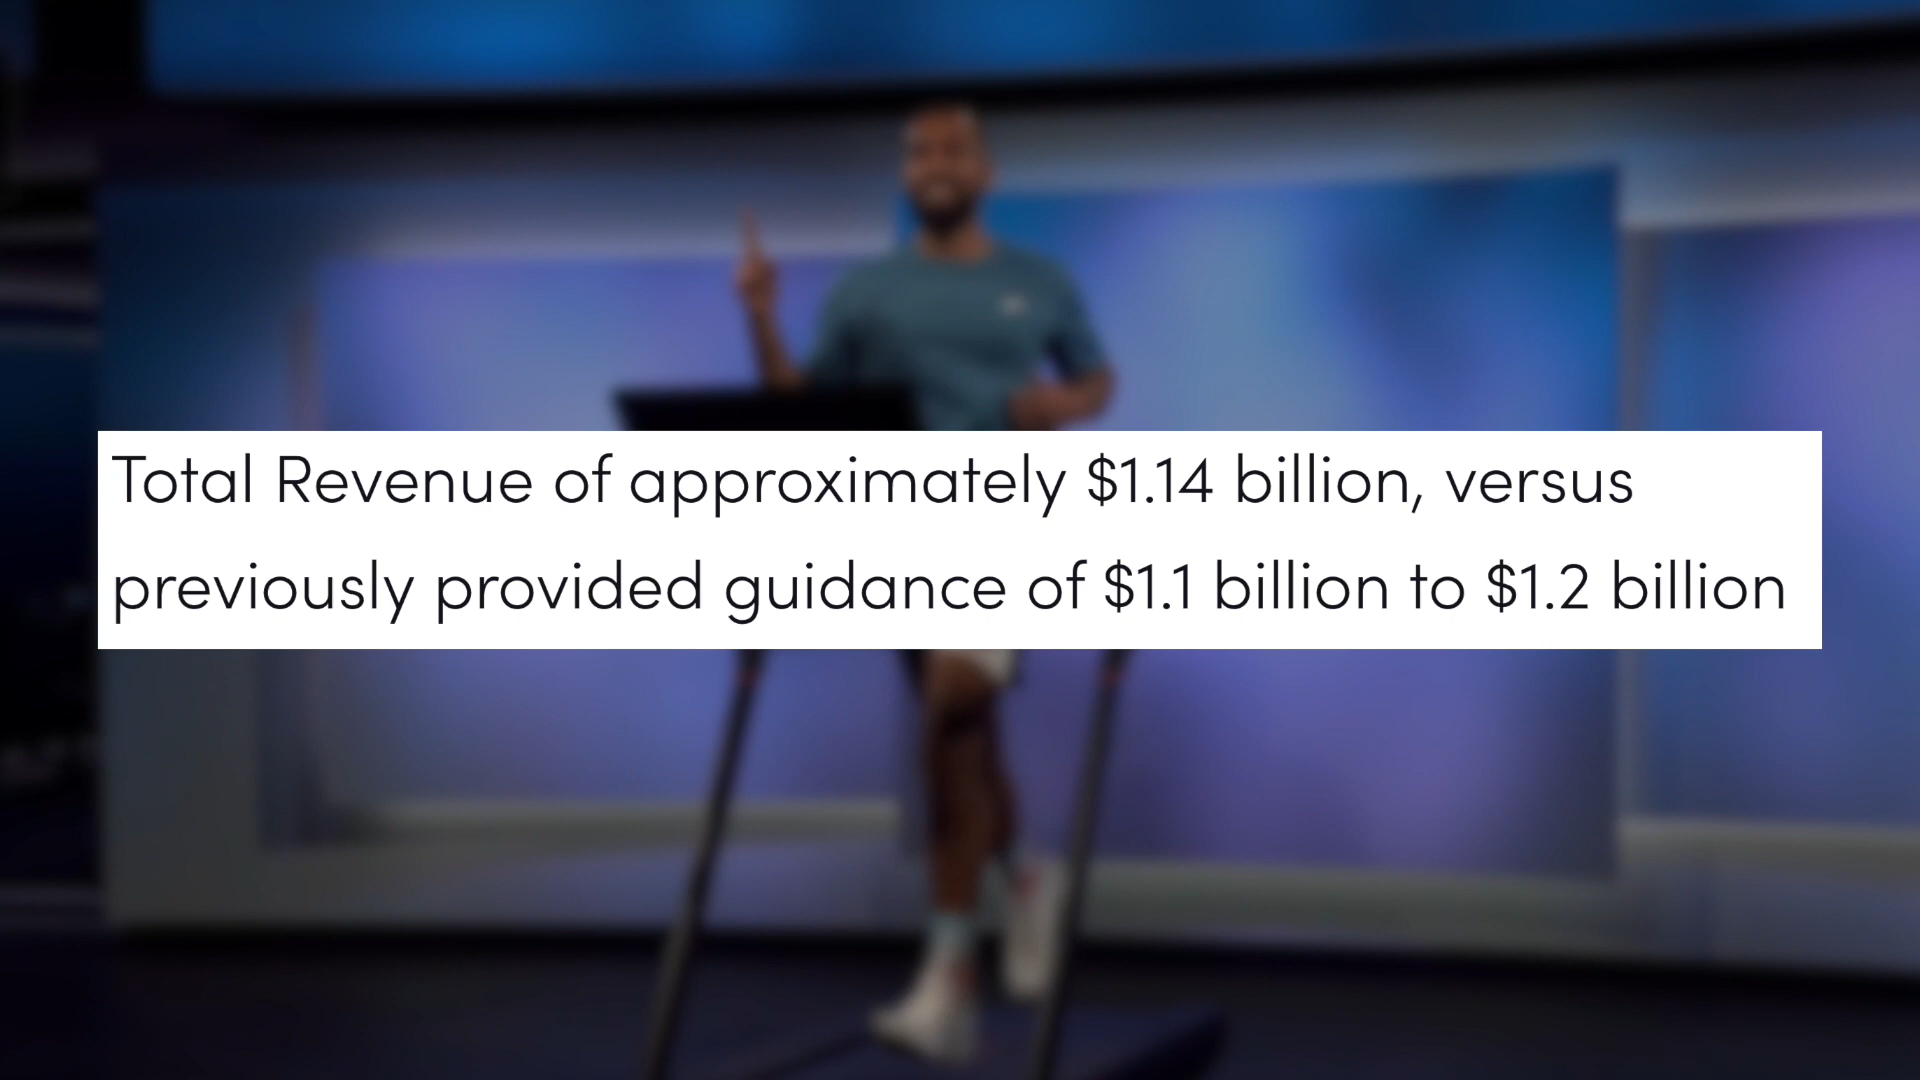 Total Revenue of approximately $1.14 billion, versus
previously provided guidance of $1.1 billion to $1.2 billion